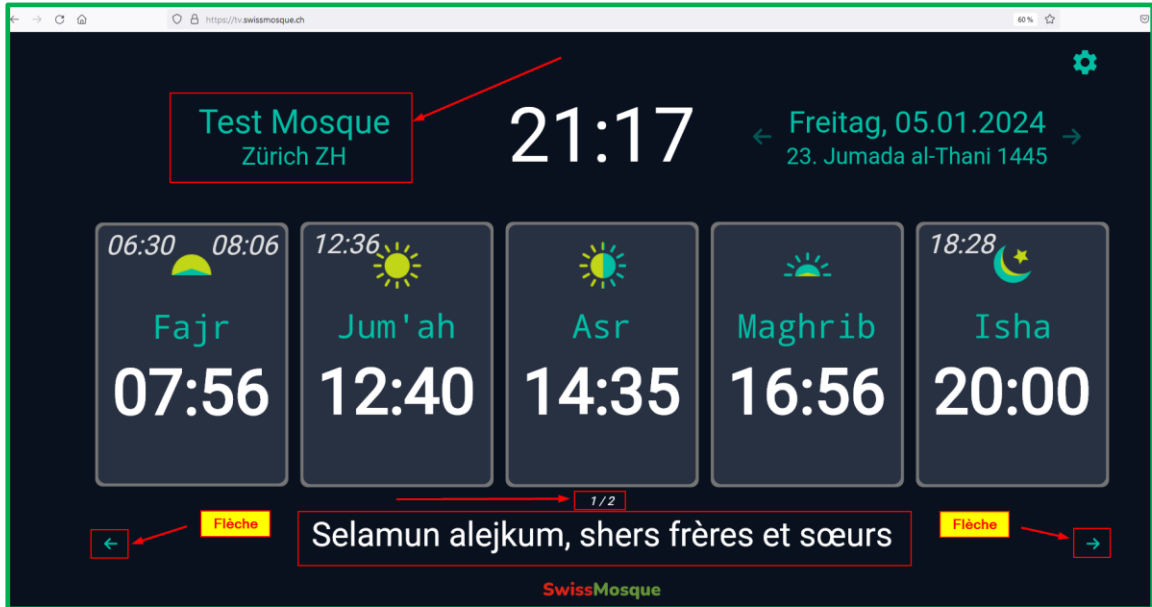 https://tv.swissmosque.ch
60 %
Test Mosque
Zürich ZH
21:17
← Freitag, 05.01.2024 →
23. Jumada al-Thani 1445
06:30 08:06
Fajr
07:56
12:36
Jum'ah
12:40
Asr
14:35
Maghrib
16:56
18:28
Isha
20:00
1 / 2
Flèche
Selamun alejkum, shers frères et sœurs
Flèche
SwissMosque